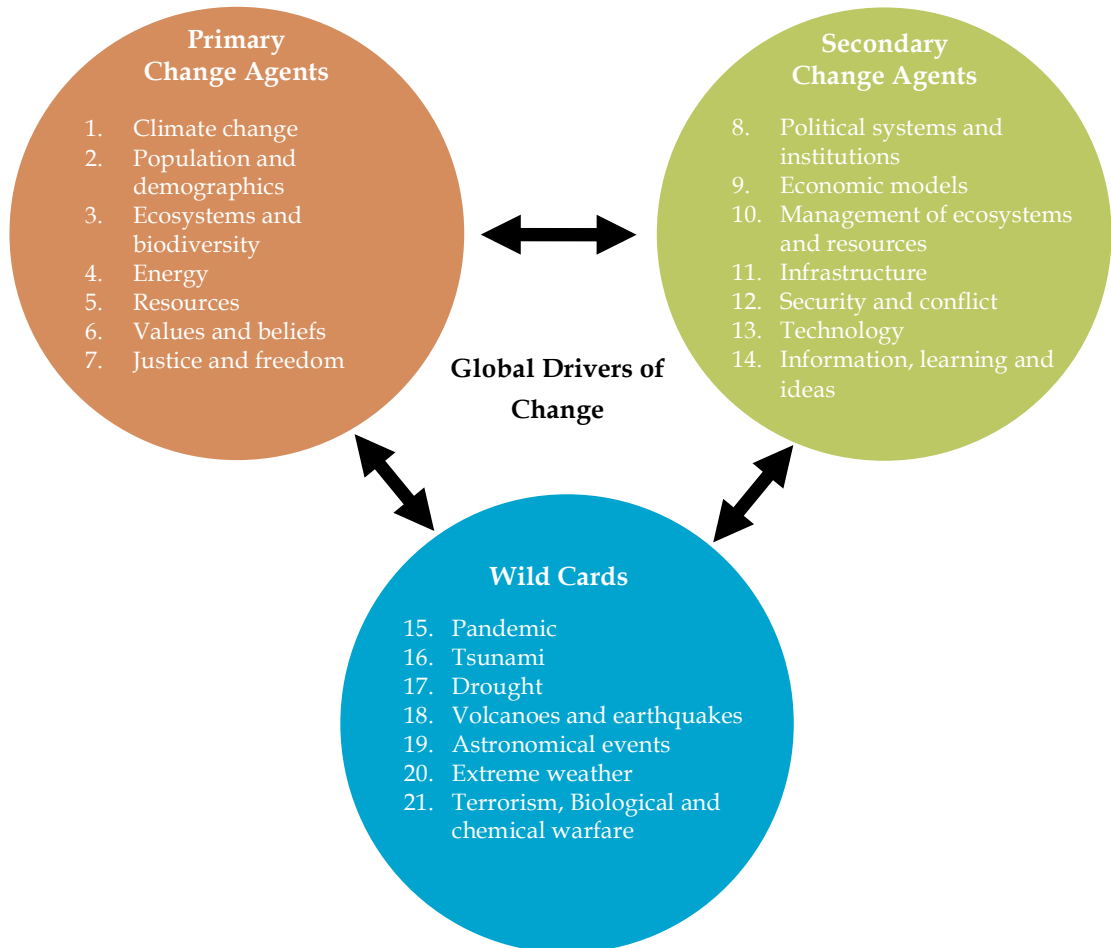 Primary
Change Agents
1. Climate change
2. Population and
demographics
3. Ecosystems and
biodiversity
4. Energy
5. Resources
6. Values and beliefs
7. Justice and freedom
Secondary
Change Agents
8. Political systems and
institutions
9. Economic models
10. Management of ecosystems
and resources
11. Infrastructure
12. Security and conflict
13. Technology
14. Information, learning and
ideas
Global Drivers of
Change
Wild Cards
15. Pandemic
16. Tsunami
17. Drought
18. Volcanoes and earthquakes
19. Astronomical events
20. Extreme weather
21. Terrorism, Biological and
chemical warfare